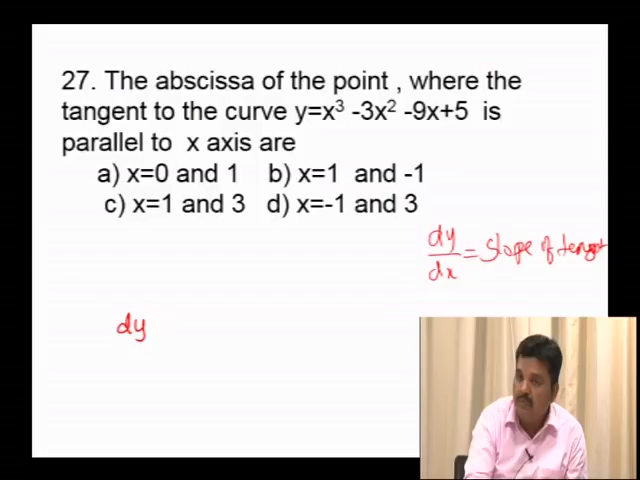 27. The abscissa of the point , where the
tangent to the curve y=x³ -3x² -9x+5 is
parallel to x axis are
a) x=0 and 1 b) x=1 and -1
c) x=1 and 3 d) x=-1 and 3
dy/dx = Slope of tangent
dy